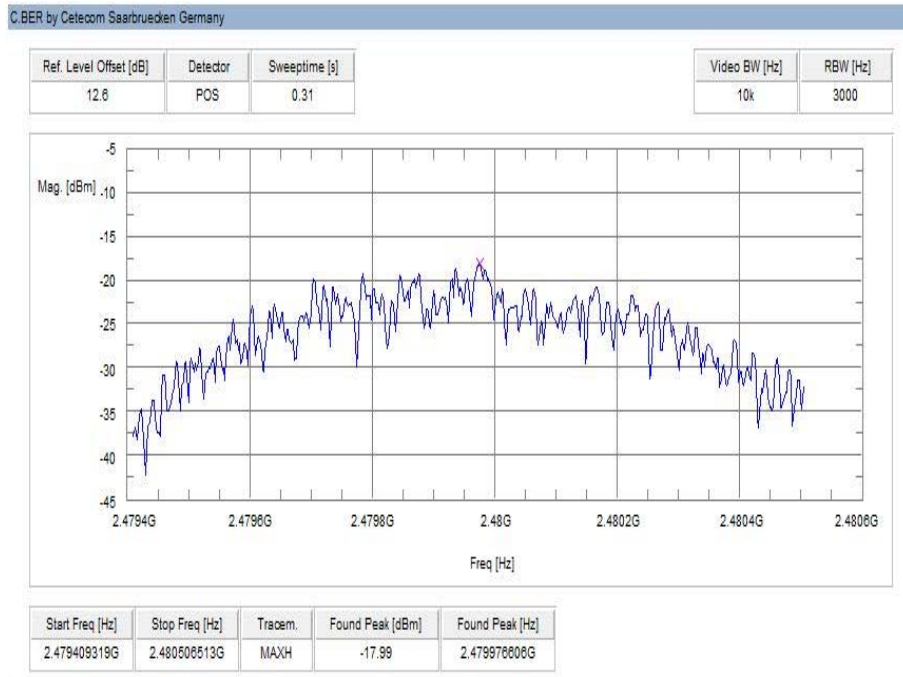 C.BER by Cetecom Saarbruecken Germany
Ref. Level Offset [dB] Detector Sweeptime [s] Video BW [Hz] RBW [Hz]
12.6 POS 0.31 10k 3000
-5
Mag. [dBm] -10
-15
-20
-25
-30
-35
-40
-45
2.4794G 2.4796G 2.4798G 2.48G 2.4802G 2.4804G 2.4806G
Freq [Hz]
Start Freq [Hz] Stop Freq [Hz] Tracem. Found Peak [dBm] Found Peak [Hz]
2.479409319G 2.480506513G MAXH -17.99 2.479976606G